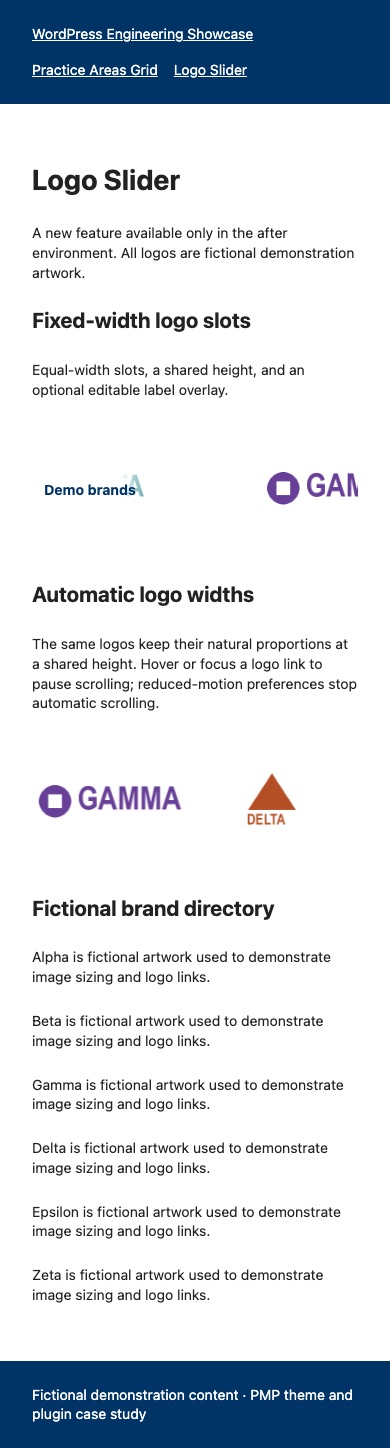 WordPress Engineering Showcase
Practice Areas Grid Logo Slider
Logo Slider
A new feature available only in the after
environment. All logos are fictional demonstration
artwork.
Fixed-width logo slots
Equal-width slots, a shared height, and an
optional editable label overlay.
Demo brands
Automatic logo widths
The same logos keep their natural proportions at
a shared height. Hover or focus a logo link to
pause scrolling; reduced-motion preferences stop
automatic scrolling.
GAMMA
DELTA
Fictional brand directory
Alpha is fictional artwork used to demonstrate
image sizing and logo links.
Beta is fictional artwork used to demonstrate
image sizing and logo links.
Gamma is fictional artwork used to demonstrate
image sizing and logo links.
Delta is fictional artwork used to demonstrate
image sizing and logo links.
Epsilon is fictional artwork used to demonstrate
image sizing and logo links.
Zeta is fictional artwork used to demonstrate
image sizing and logo links.
Fictional demonstration content · PMP theme and
plugin case study